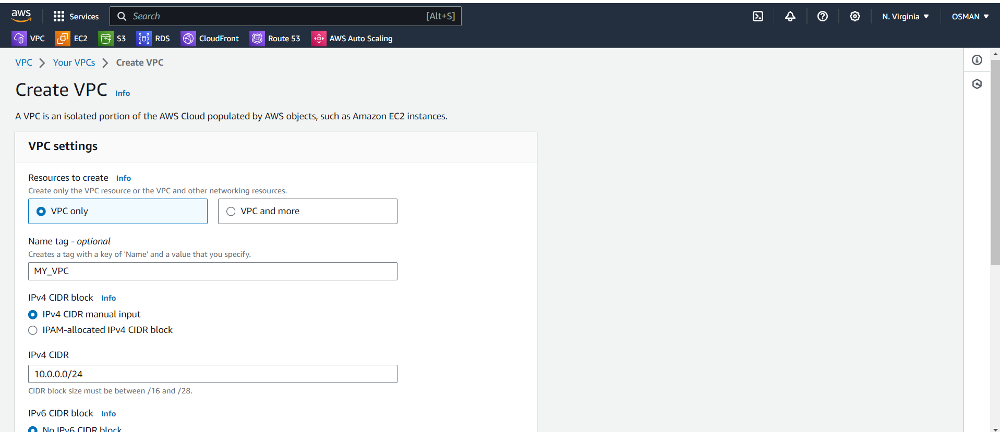 aws Services Search [Alt+S] N. Virginia OSMAN
VPC EC2 S3 RDS CloudFront Route 53 AWS Auto Scaling
VPC Your VPCs Create VPC
Create VPC Info
A VPC is an isolated portion of the AWS Cloud populated by AWS objects, such as Amazon EC2 instances.
VPC settings
Resources to create Info
Create only the VPC resource or the VPC and other networking resources.
VPC only VPC and more
Name tag - optional
Creates a tag with a key of 'Name' and a value that you specify.
MY_VPC
IPv4 CIDR block Info
IPv4 CIDR manual input
IPAM-allocated IPv4 CIDR block
IPv4 CIDR
10.0.0.0/24
CIDR block size must be between /16 and /28.
IPv6 CIDR block Info
No IPv6 CIDR block